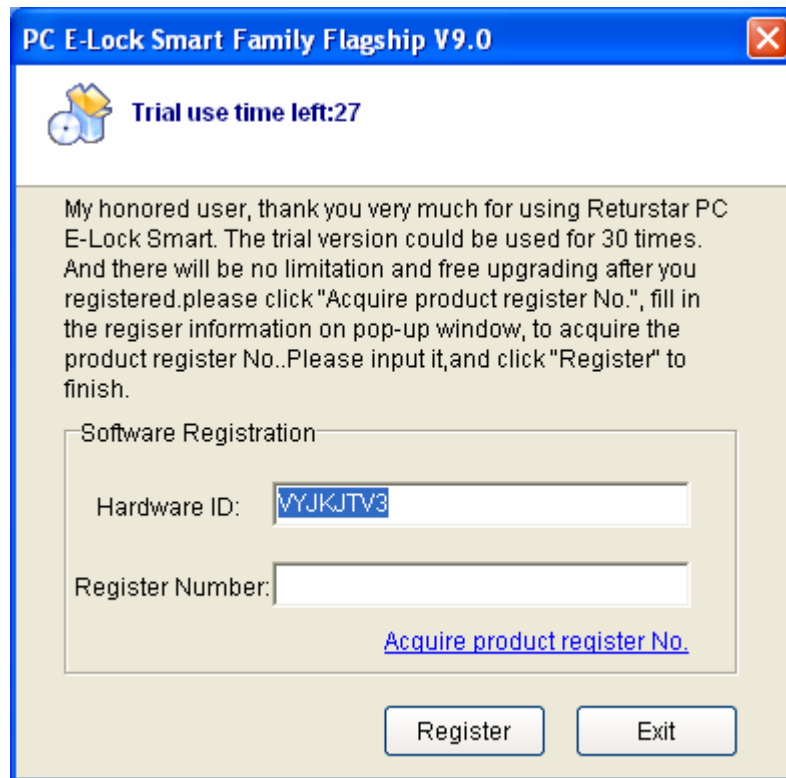 PC E-Lock Smart Family Flagship V9.0
Trial use time left:27
My honored user, thank you very much for using Returstar PC
E-Lock Smart. The trial version could be used for 30 times.
And there will be no limitation and free upgrading after you
registered.please click "Acquire product register No.", fill in
the regiser information on pop-up window, to acquire the
product register No..Please input it,and click "Register" to
finish.
Software Registration
Hardware ID: VYJKJTV3
Register Number:
Acquire product register No.
Register Exit